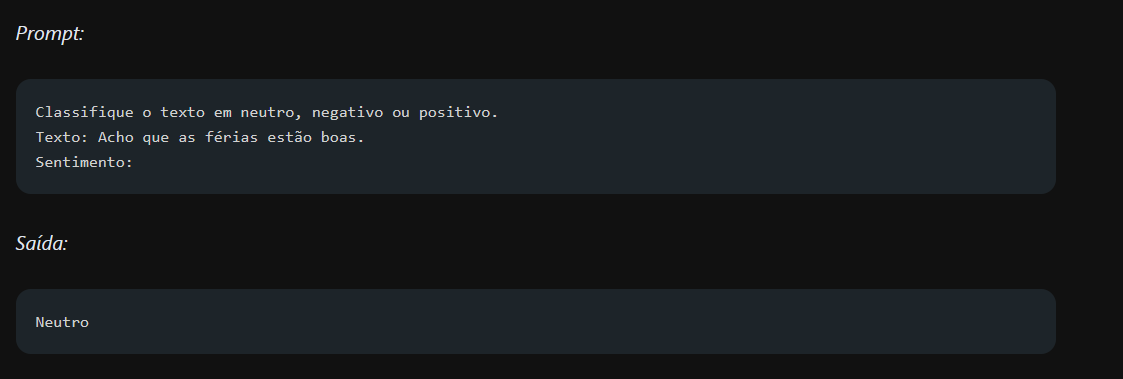 Prompt:
Classifique o texto em neutro, negativo ou positivo.
Texto: Acho que as férias estão boas.
Sentimento:
Saída:
Neutro